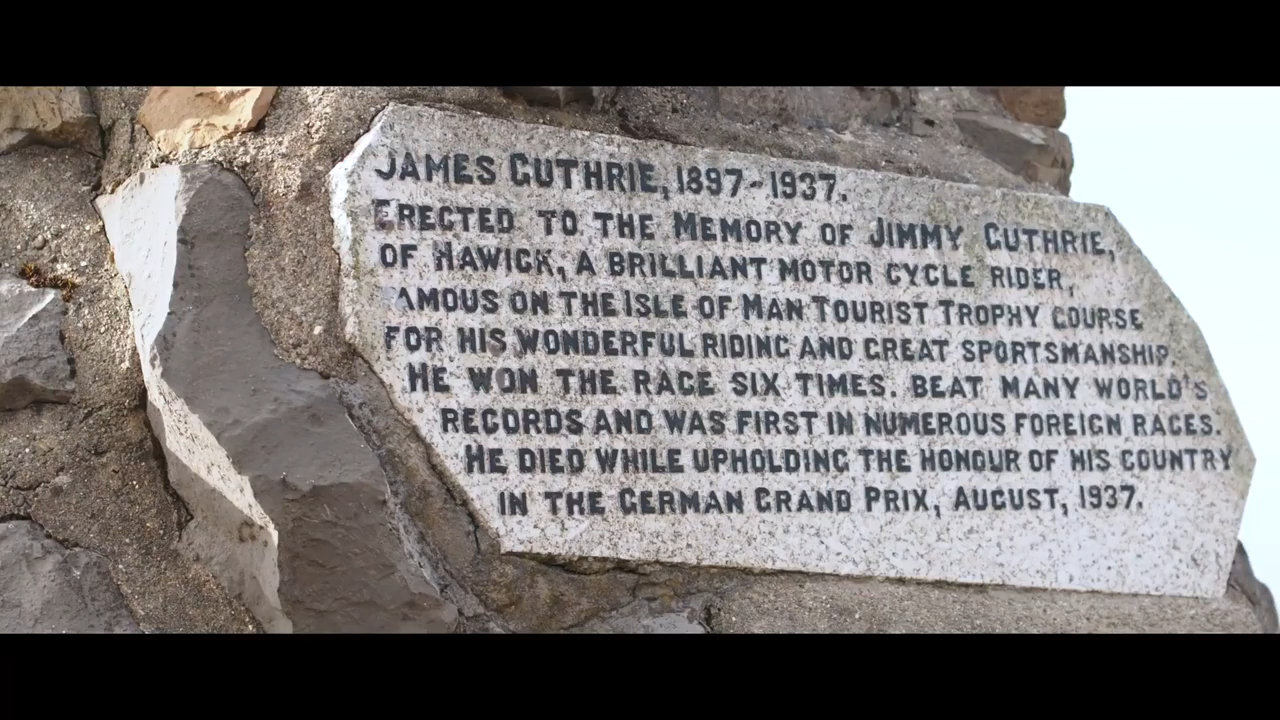 JAMES GUTHRIE, 1897-1937.
ERECTED TO THE MEMORY OF JIMMY GUTHRIE,
OF HAWICK, A BRILLIANT MOTOR CYCLE RIDER,
FAMOUS ON THE ISLE OF MAN TOURIST TROPHY COURSE
FOR HIS WONDERFUL RIDING AND GREAT SPORTSMANSHIP.
HE WON THE RACE SIX TIMES. BEAT MANY WORLD'S
RECORDS AND WAS FIRST IN NUMEROUS FOREIGN RACES.
HE DIED WHILE UPHOLDING THE HONOUR OF HIS COUNTRY
IN THE GERMAN GRAND PRIX, AUGUST, 1937.